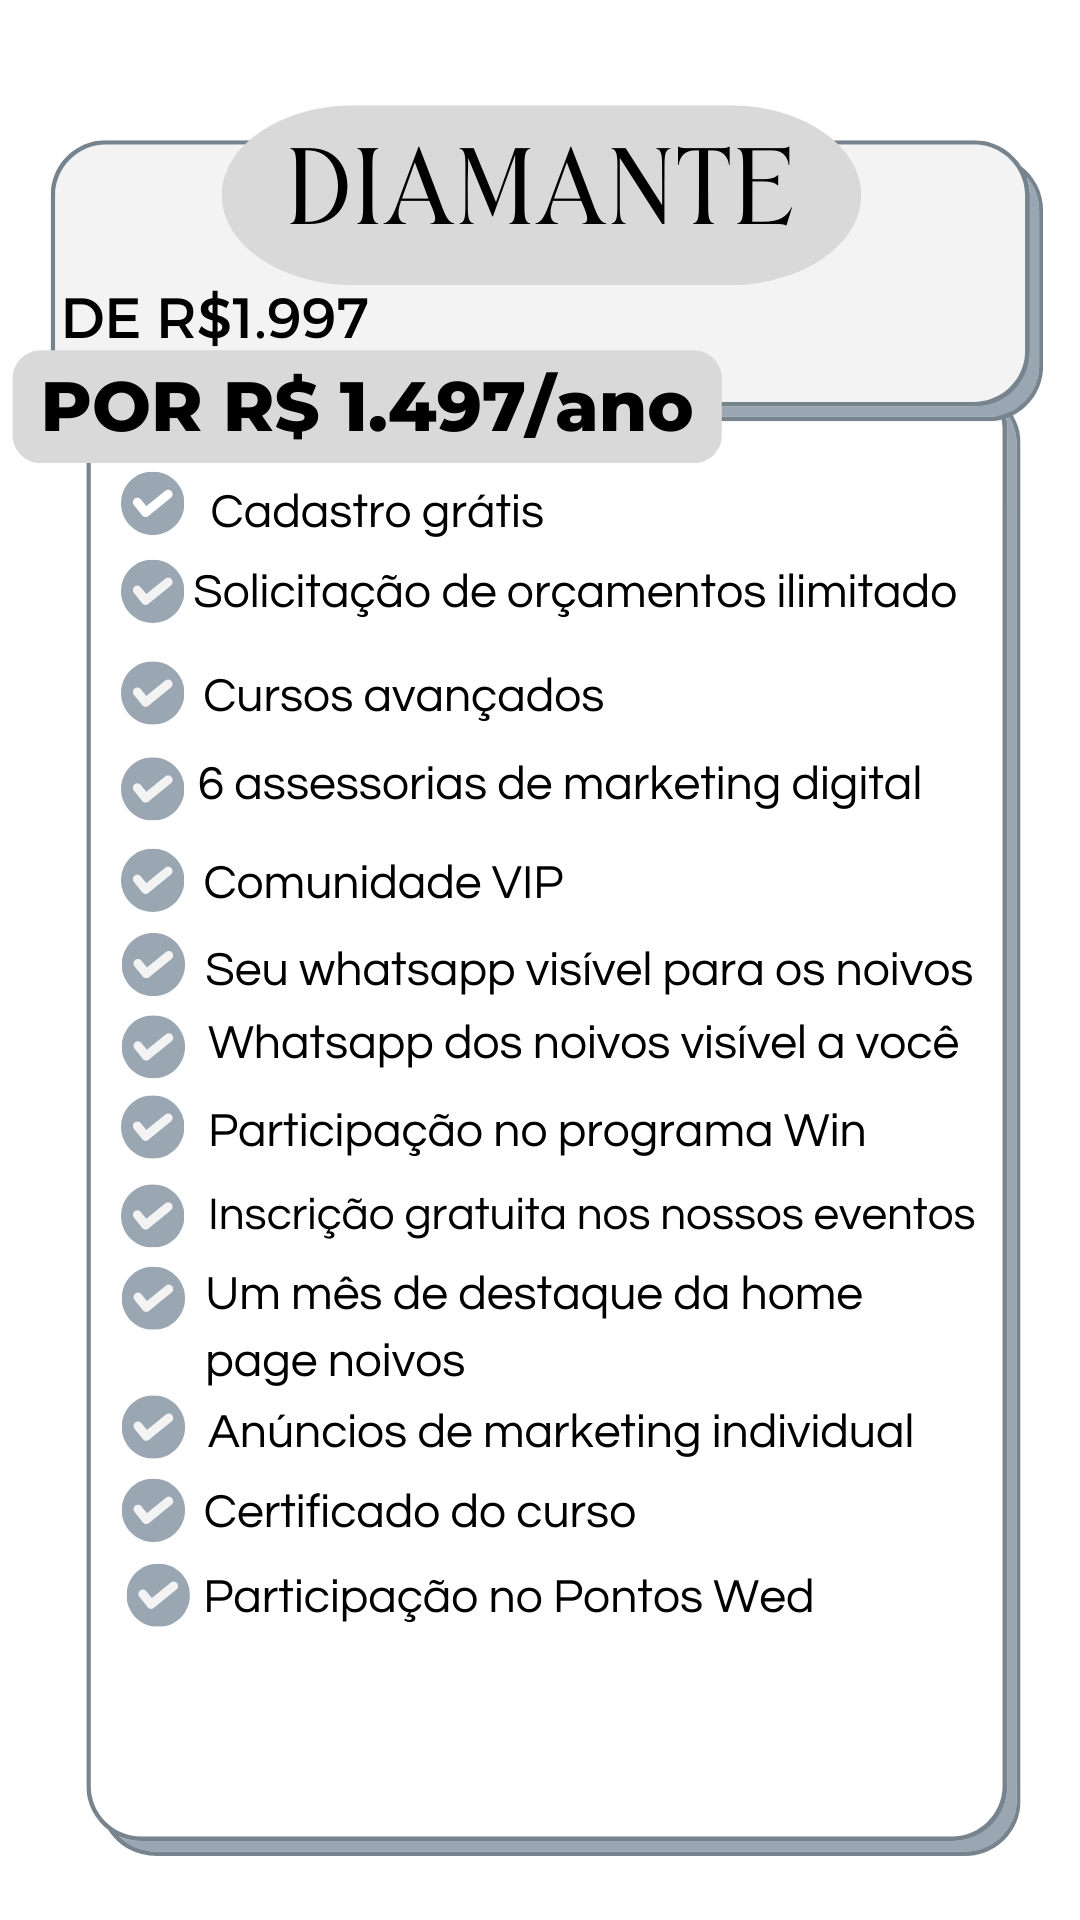 DIAMANTE
DE R$1.997
POR R$ 1.497/ano
Cadastro grátis
Solicitação de orçamentos ilimitado
Cursos avançados
6 assessorias de marketing digital
Comunidade VIP
Seu whatsapp visível para os noivos
Whatsapp dos noivos visível a você
Participação no programa Win
Inscrição gratuita nos nossos eventos
Um mês de destaque da home
page noivos
Anúncios de marketing individual
Certificado do curso
Participação no Pontos Wed